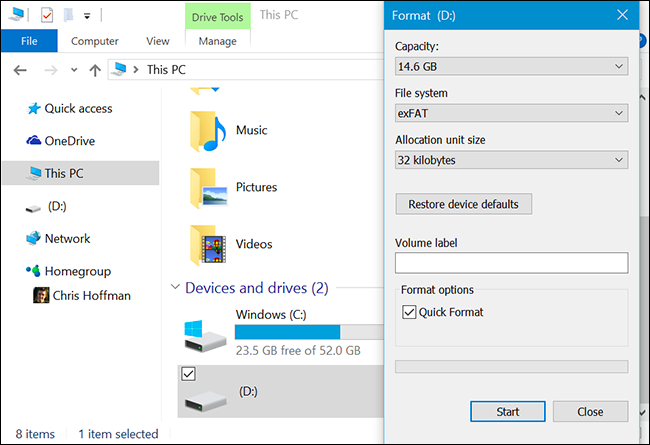 Drive Tools
This PC
File
Computer
View
Manage
This PC
Quick access
OneDrive
This PC
(D:)
Network
Homegroup
Chris Hoffman
Music
Pictures
Videos
Devices and drives (2)
Windows (C:)
23.5 GB free of 52.0 GB
(D:)
8 items
1 item selected
Format (D:)
Capacity:
14.6 GB
File system
exFAT
Allocation unit size
32 kilobytes
Restore device defaults
Volume label
Format options
Quick Format
Start
Close